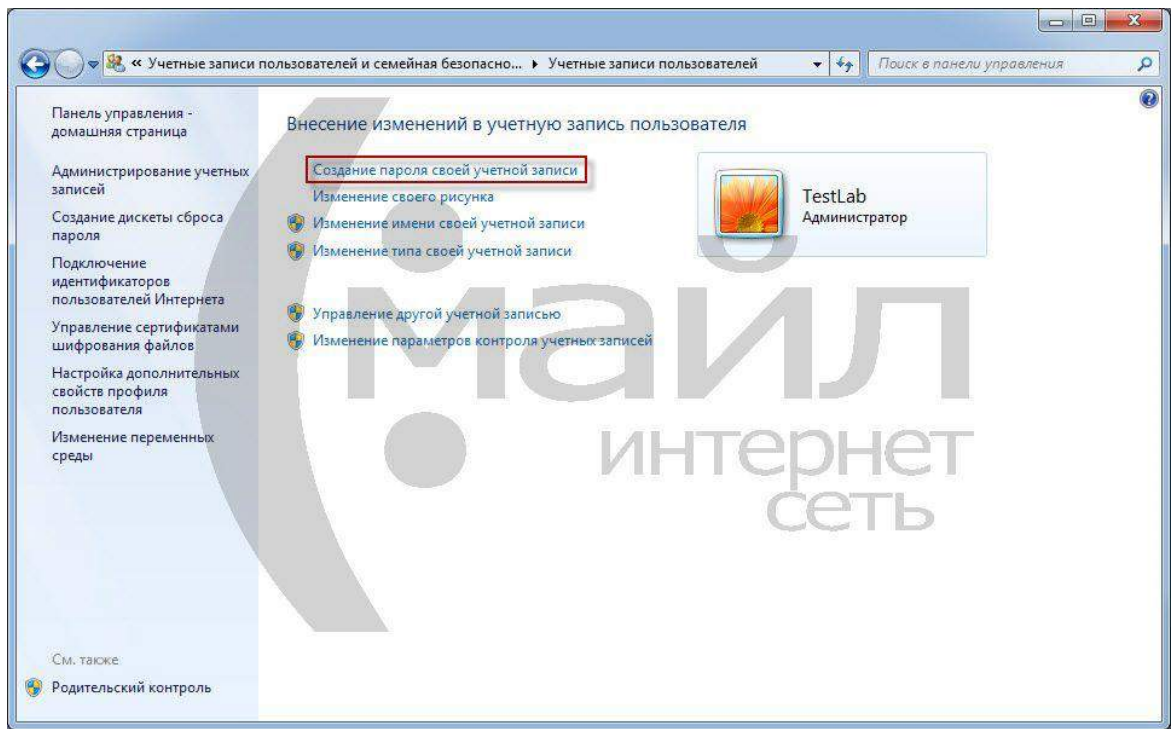 « Учетные записи пользователей и семейная безопасно... ▸ Учетные записи пользователей
Поиск в панели управления
Панель управления -
домашняя страница
Администрирование учетных
записей
Создание дискеты сброса
пароля
Подключение
идентификаторов
пользователей Интернета
Управление сертификатами
шифрования файлов
Настройка дополнительных
свойств профиля
пользователя
Изменение переменных
среды
См. также
Родительский контроль
Внесение изменений в учетную запись пользователя
Создание пароля своей учетной записи
Изменение своего рисунка
Изменение имени своей учетной записи
Изменение типа своей учетной записи
Управление другой учетной записью
Изменение параметров контроля учетных записей
TestLab
Администратор
майл
интернет
сеть